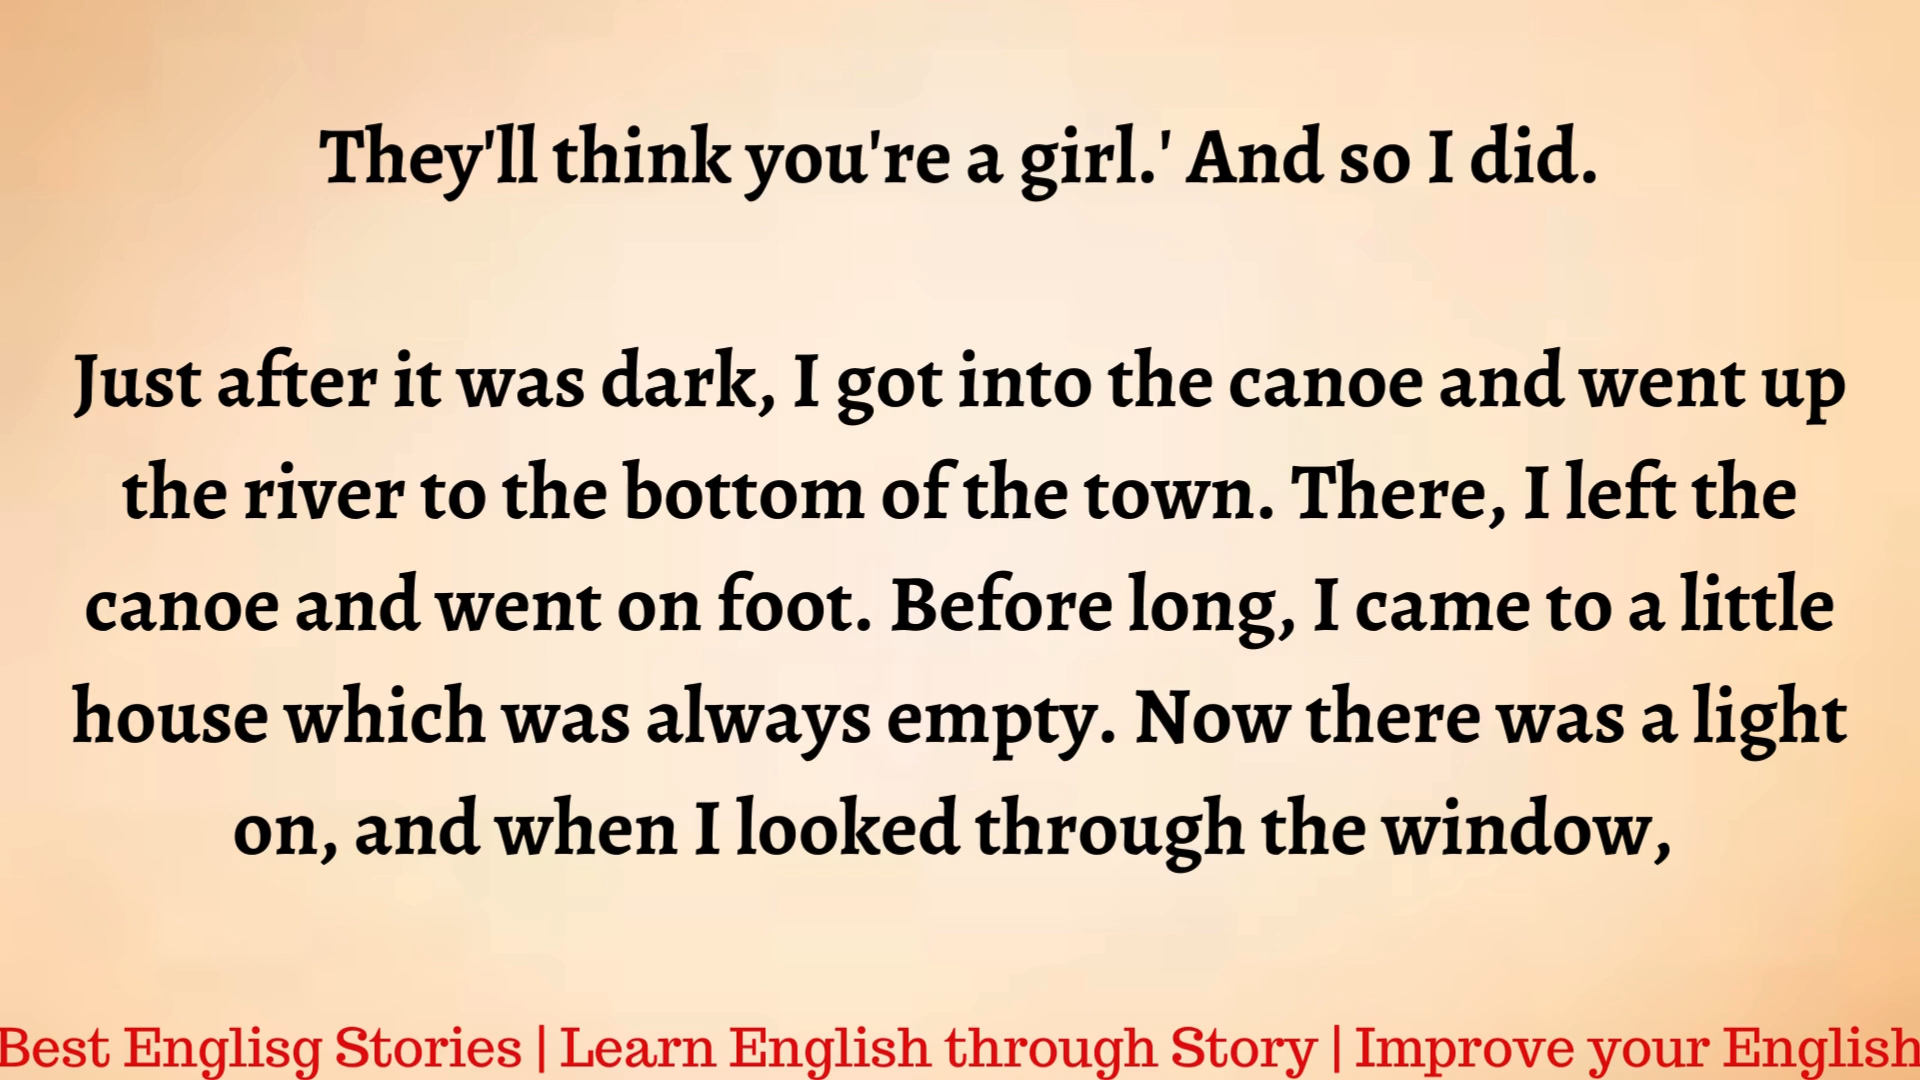 They'll think you're a girl.' And so I did.
Just after it was dark, I got into the canoe and went up
the river to the bottom of the town. There, I left the
canoe and went on foot. Before long, I came to a little
house which was always empty. Now there was a light
on, and when I looked through the window,
Best Englisg Stories | Learn English through Story | Improve your English